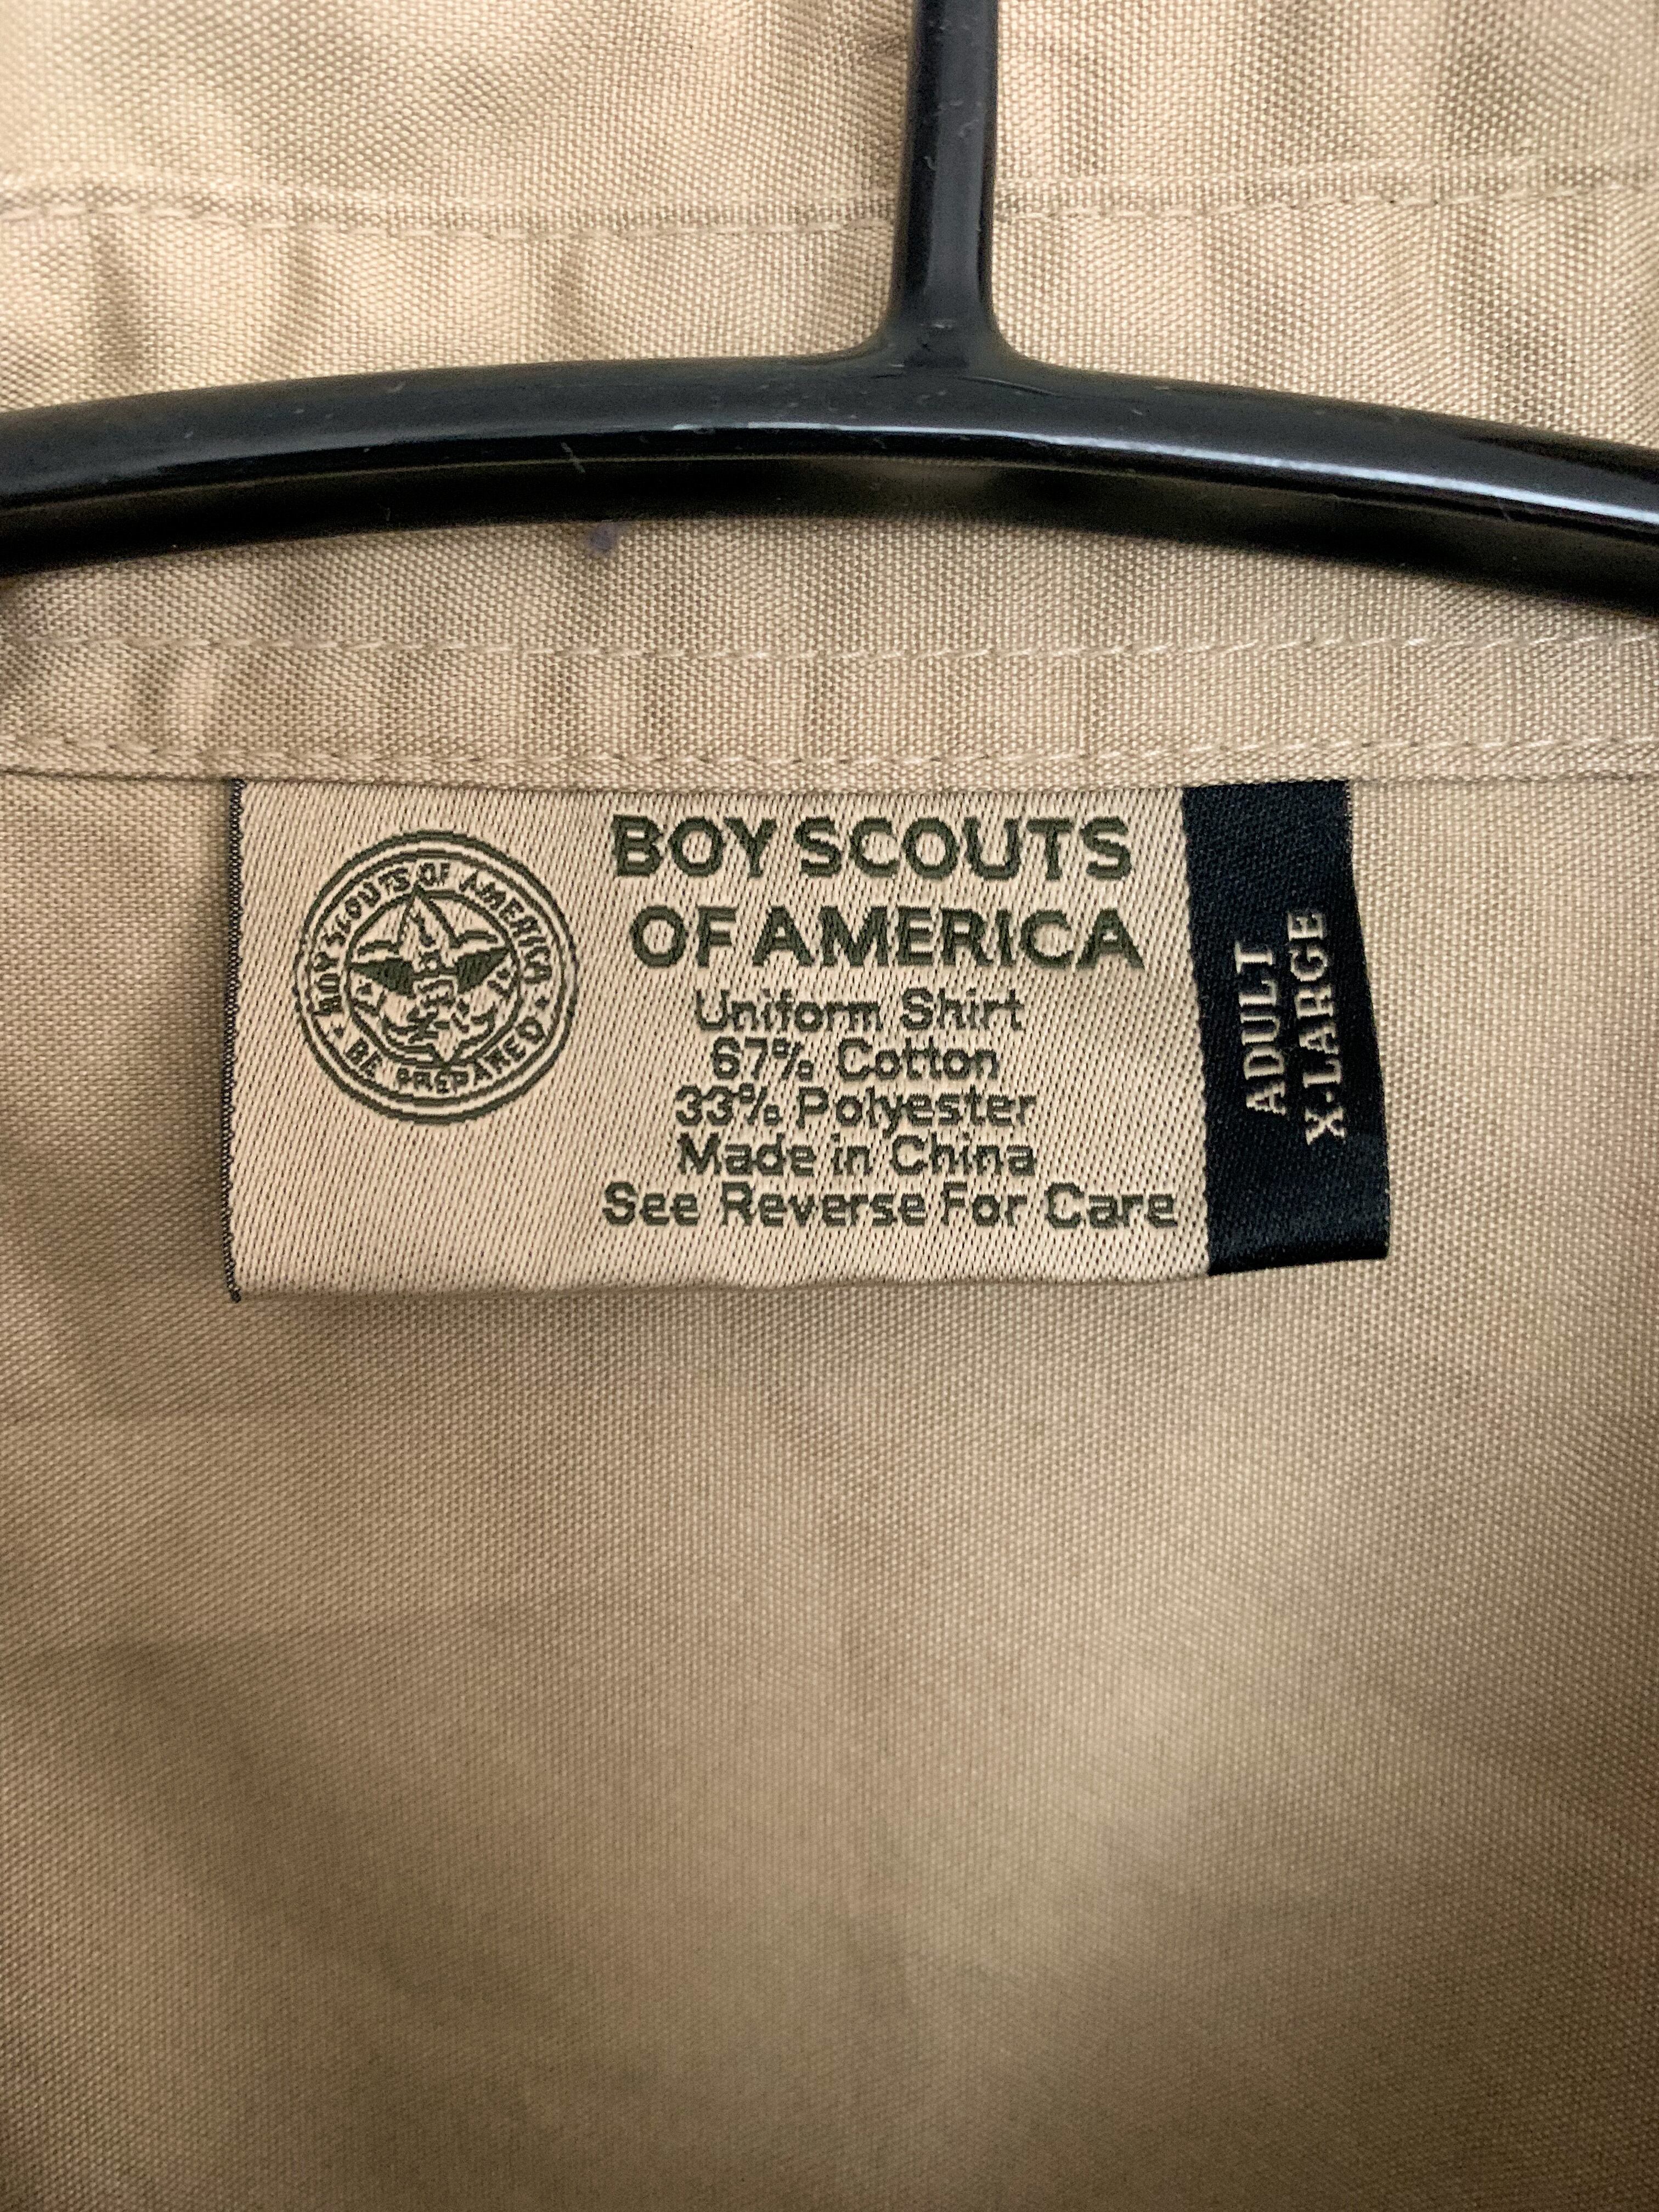 BOY SCOUTS OF AMERICA
BE PREPARED
BOY SCOUTS
OF AMERICA
Uniform Shirt
67% Cotton
33% Polyester
Made in China
See Reverse For Care
ADULT
X-LARGE